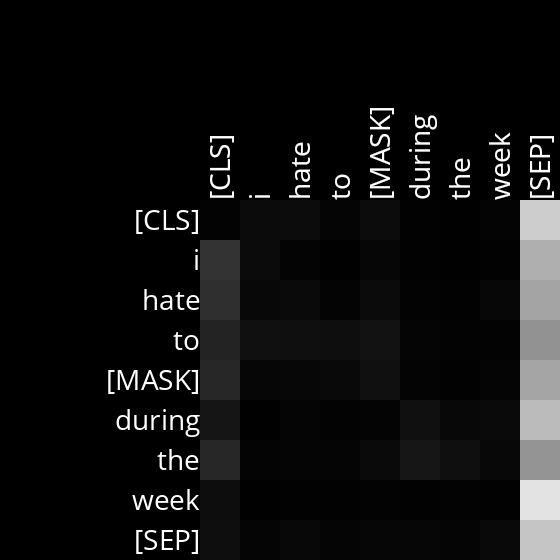 [CLS] i hate to [MASK] during the week [SEP]
[CLS]
i
hate
to
[MASK]
during
the
week
[SEP]